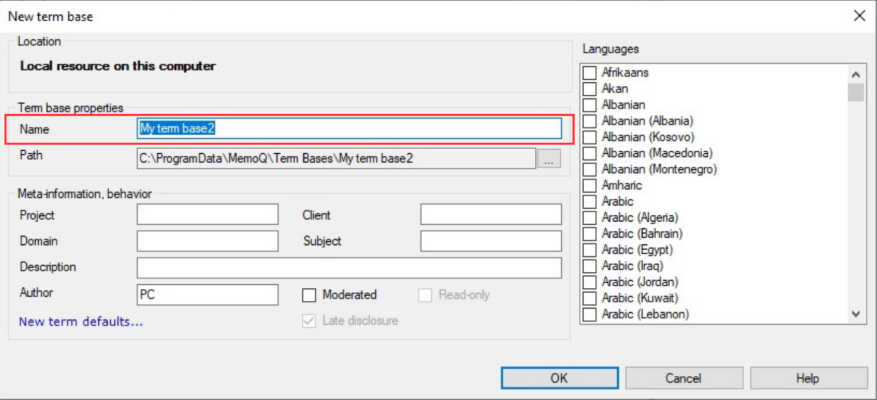 New term base
Location
Local resource on this computer
Term base properties
Name My term base2
Path C:\ProgramData\MemoQ\Term Bases\My term base2 ...
Meta-information, behavior
Project Client
Domain Subject
Description
Author PC Moderated Read-only
New term defaults... Late disclosure
Languages
Afrikaans
Akan
Albanian
Albanian (Albania)
Albanian (Kosovo)
Albanian (Macedonia)
Albanian (Montenegro)
Amharic
Arabic
Arabic (Algeria)
Arabic (Bahrain)
Arabic (Egypt)
Arabic (Iraq)
Arabic (Jordan)
Arabic (Kuwait)
Arabic (Lebanon)
OK Cancel Help